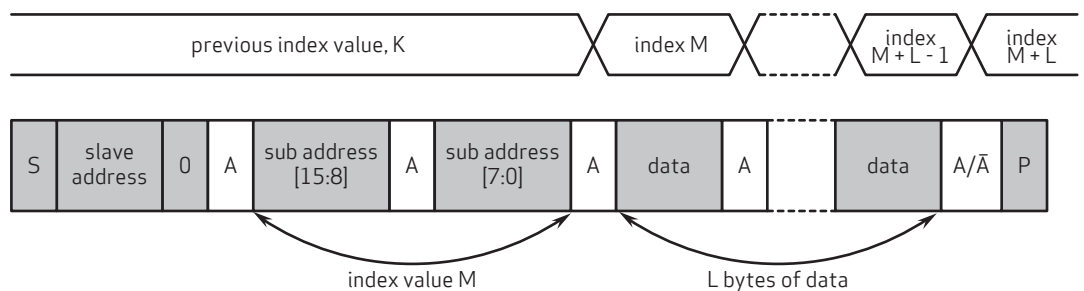 previous index value, K
index M
index
M + L - 1
index
M + L
S
slave
address
0
A
sub address
[15:8]
A
sub address
[7:0]
A
data
A
data
A/Ā
P
index value M
L bytes of data